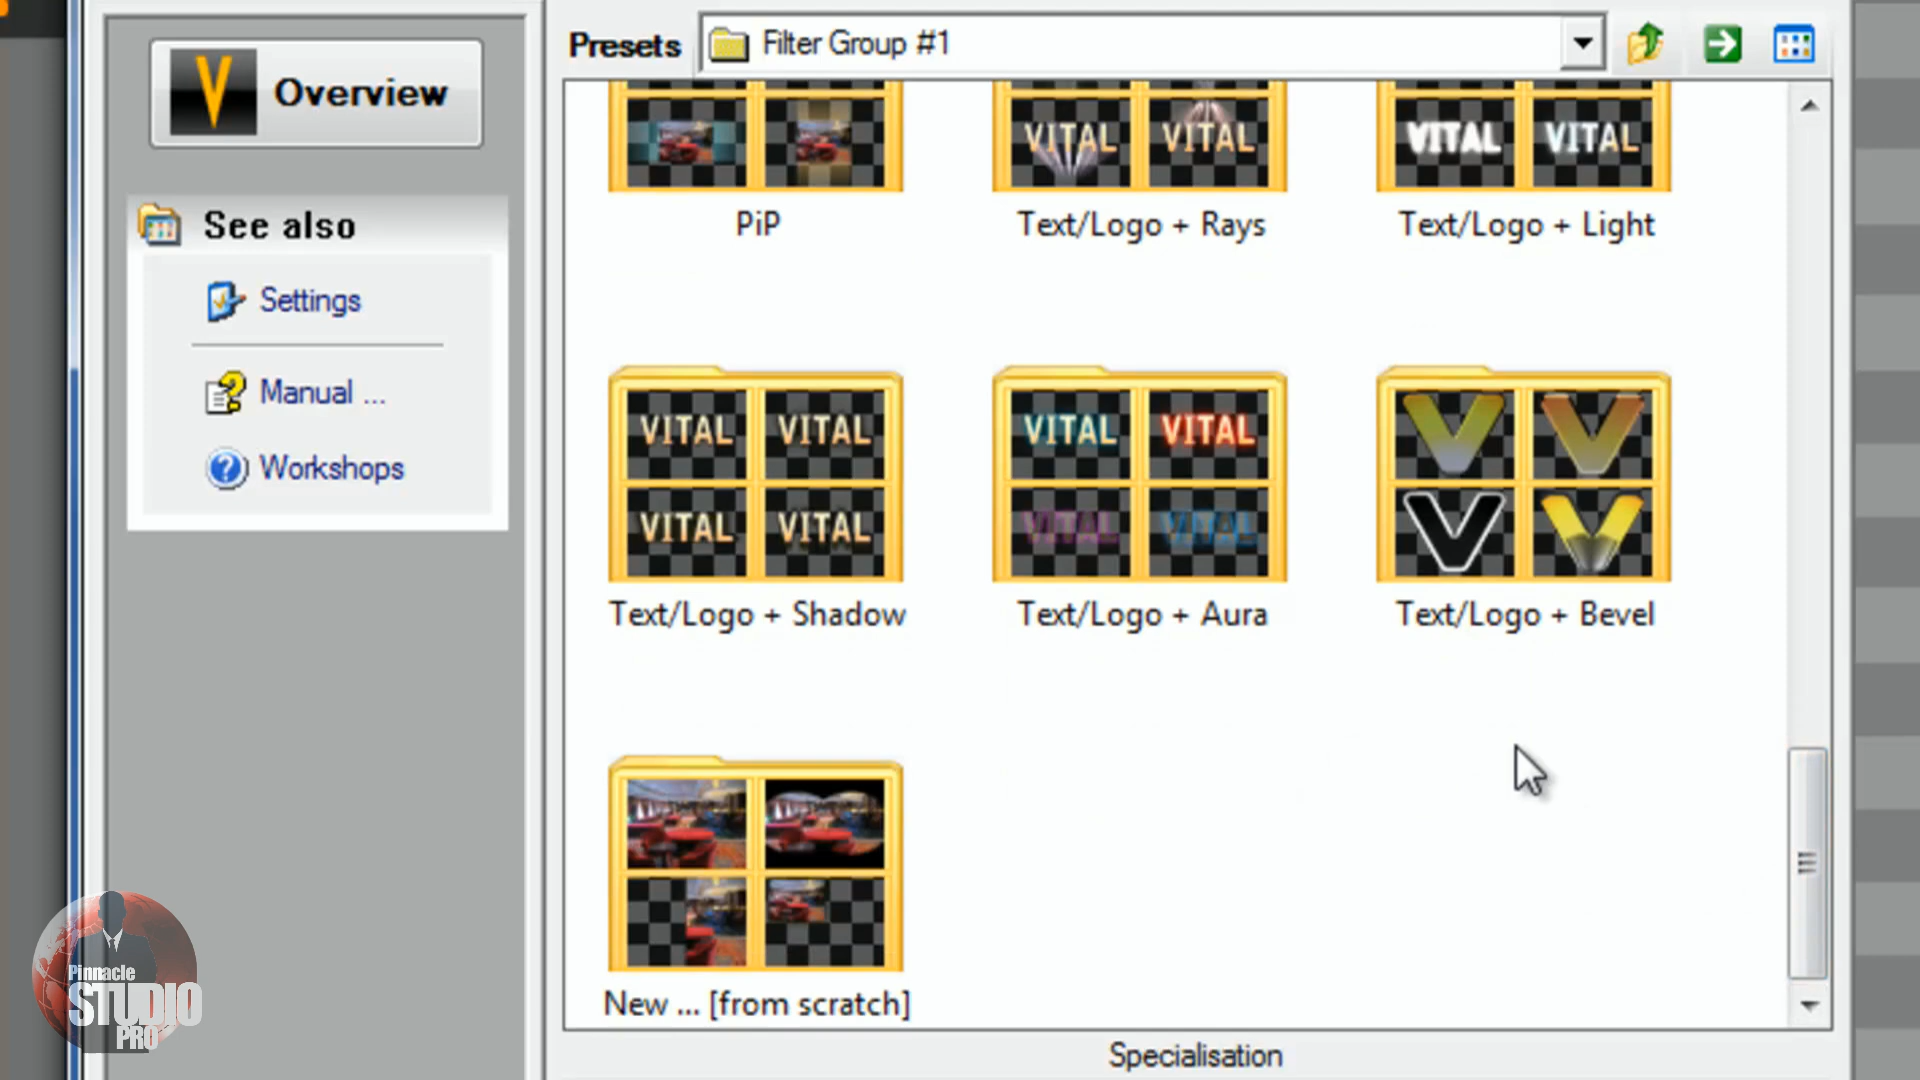 Overview
See also
Settings
Manual ...
Workshops
Presets
Filter Group #1
VITAL VITAL
VITAL VITAL
PiP
Text/Logo + Rays
Text/Logo + Light
VITAL VITAL
VITAL VITAL
VITAL VITAL
VITAL VITAL
V V
V V
Text/Logo + Shadow
Text/Logo + Aura
Text/Logo + Bevel
New ... [from scratch]
Specialisation
Pinnacle
STUDIO
PRO